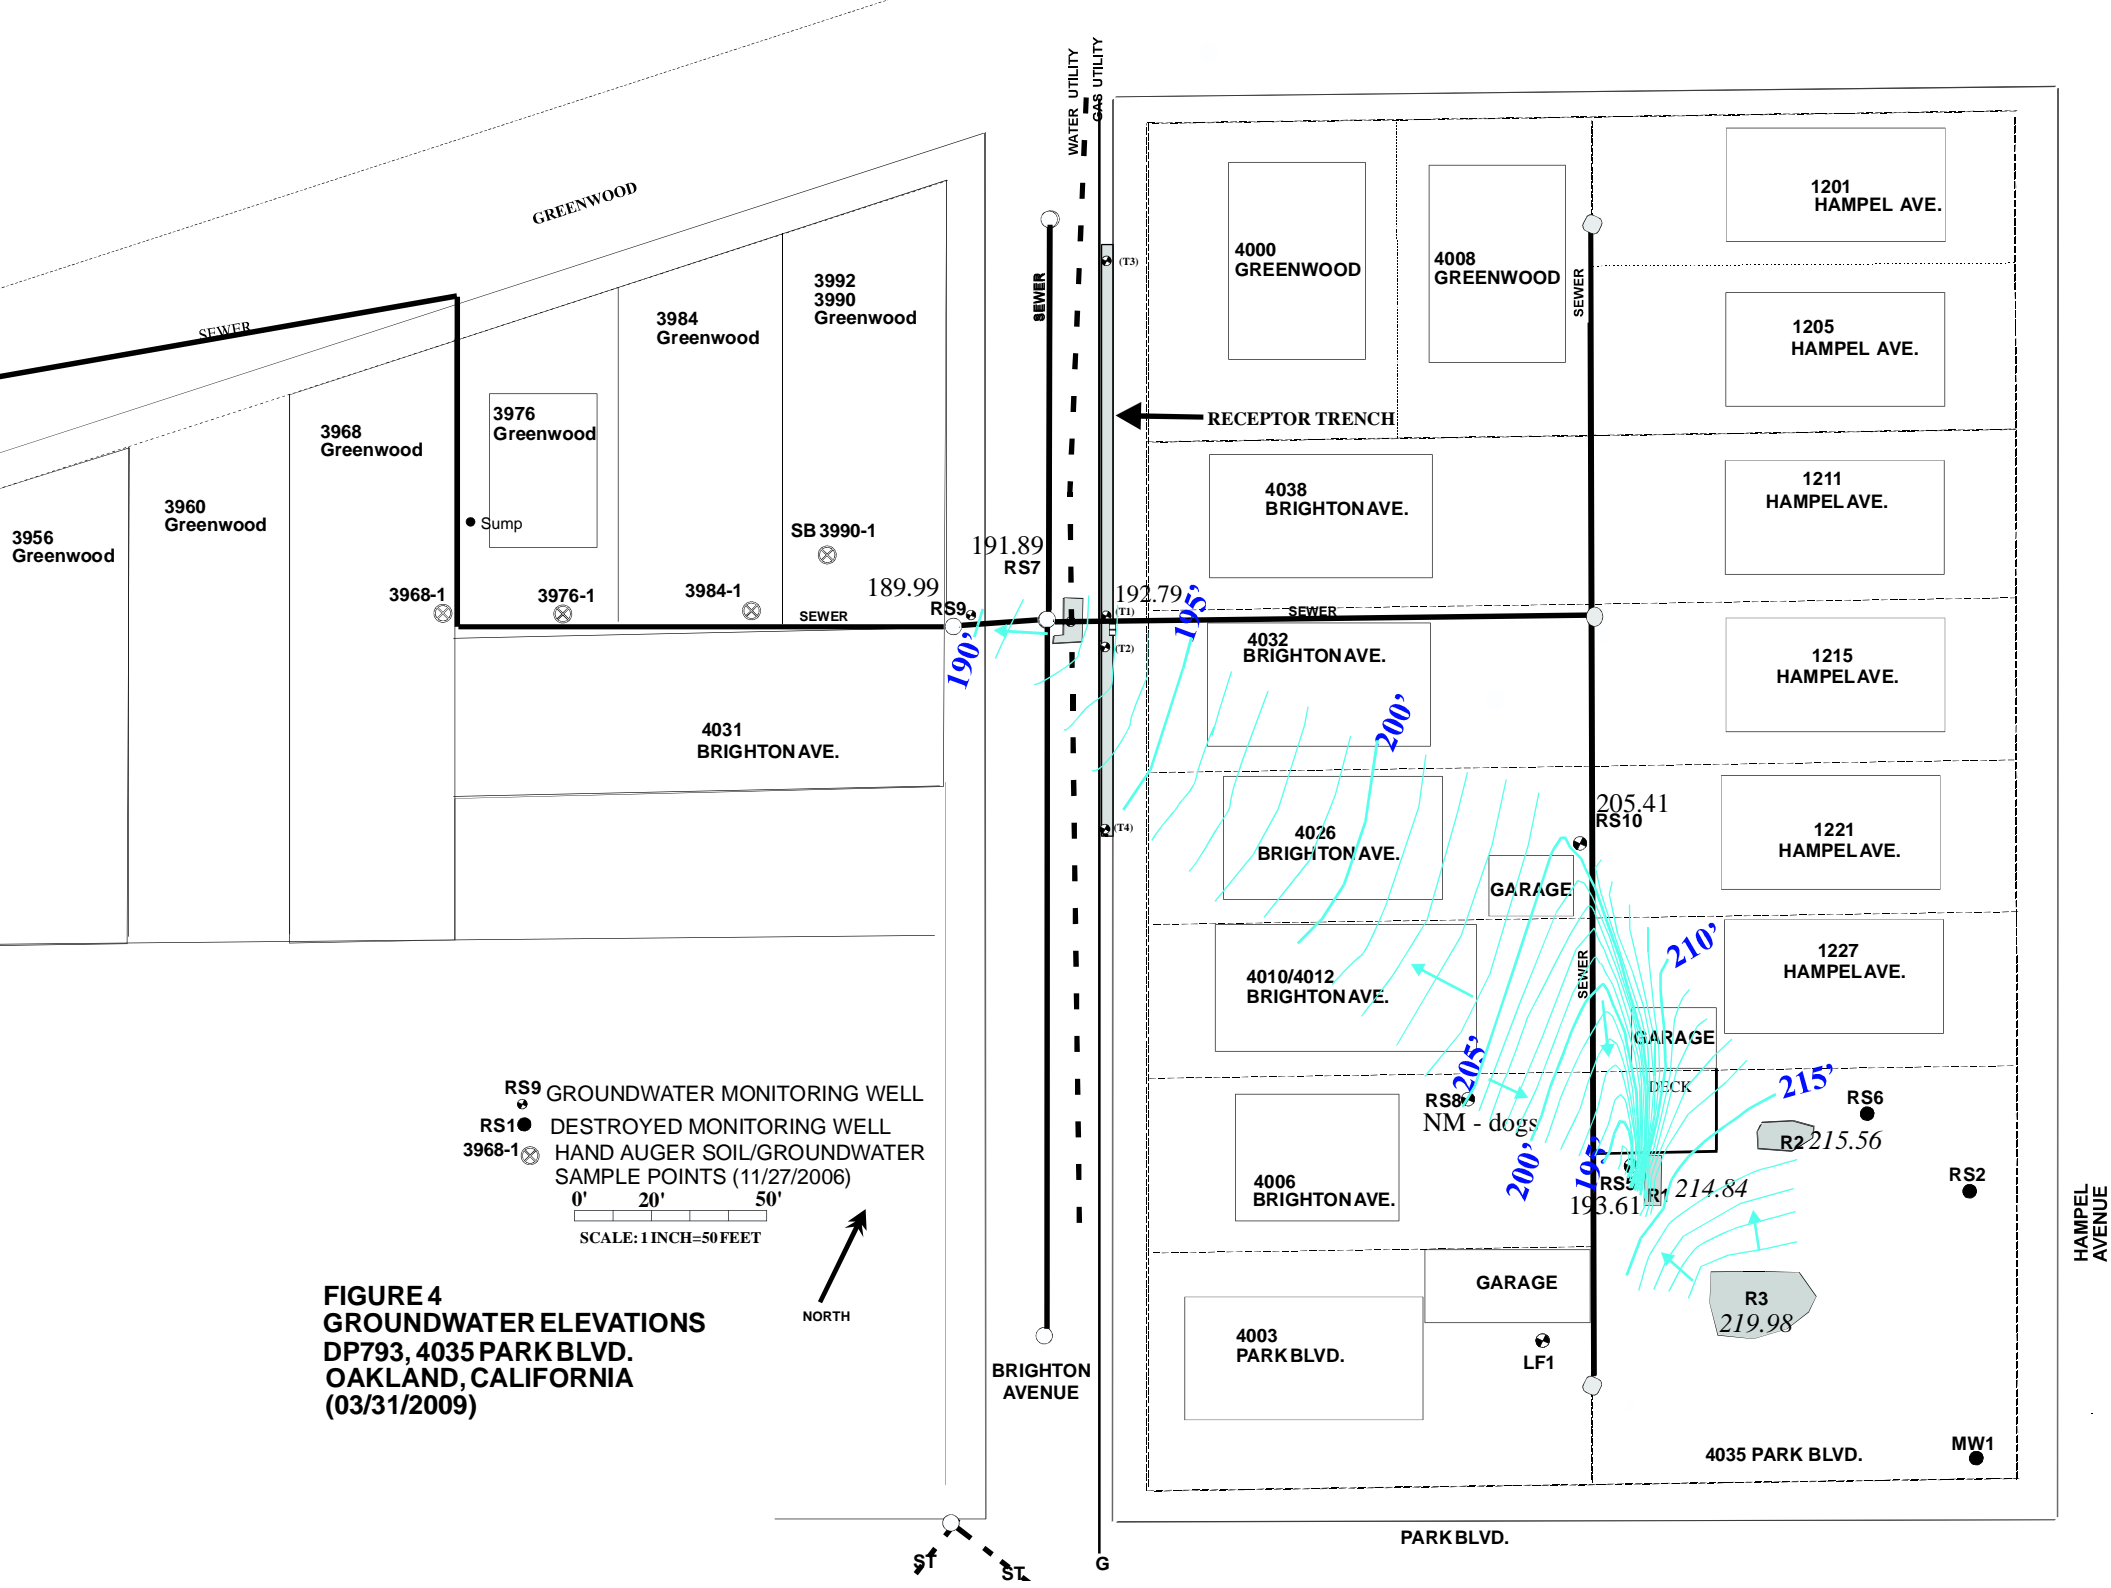 WATER UTILITY
GAS UTILITY
GREENWOOD
SEWER
3992
3990
Greenwood
3984
Greenwood
3976
Greenwood
3968
Greenwood
3960
Greenwood
3956
Greenwood
Sump
SB 3990-1
3968-1
3976-1
3984-1
SEWER
189.99
RS9
190'
191.89
RS7
SEWER
(T3)
192.79
(T1)
(T2)
(T4)
195'
RECEPTOR TRENCH
4000
GREENWOOD
4008
GREENWOOD
SEWER
1201
HAMPEL AVE.
1205
HAMPEL AVE.
1211
HAMPEL AVE.
1215
HAMPEL AVE.
1221
HAMPEL AVE.
1227
HAMPEL AVE.
4038
BRIGHTON AVE.
SEWER
4032
BRIGHTON AVE.
200'
4026
BRIGHTON AVE.
4031
BRIGHTON AVE.
205.41
RS10
GARAGE
SEWER
210'
4010/4012
BRIGHTON AVE.
GARAGE
DECK
205'
RS8
NM - dogs
215'
RS6
R2 215.56
RS2
200'
195'
RS5
193.61
R1 214.84
4006
BRIGHTON AVE.
GARAGE
R3
219.98
4003
PARK BLVD.
LF1
MW1
4035 PARK BLVD.
PARK BLVD.
HAMPEL
AVENUE
BRIGHTON
AVENUE
G
ST
ST
RS9 GROUNDWATER MONITORING WELL
RS1 DESTROYED MONITORING WELL
3968-1 HAND AUGER SOIL/GROUNDWATER
SAMPLE POINTS (11/27/2006)
0' 20' 50'
SCALE: 1 INCH=50 FEET
NORTH
FIGURE 4
GROUNDWATER ELEVATIONS
DP793, 4035 PARK BLVD.
OAKLAND, CALIFORNIA
(03/31/2009)